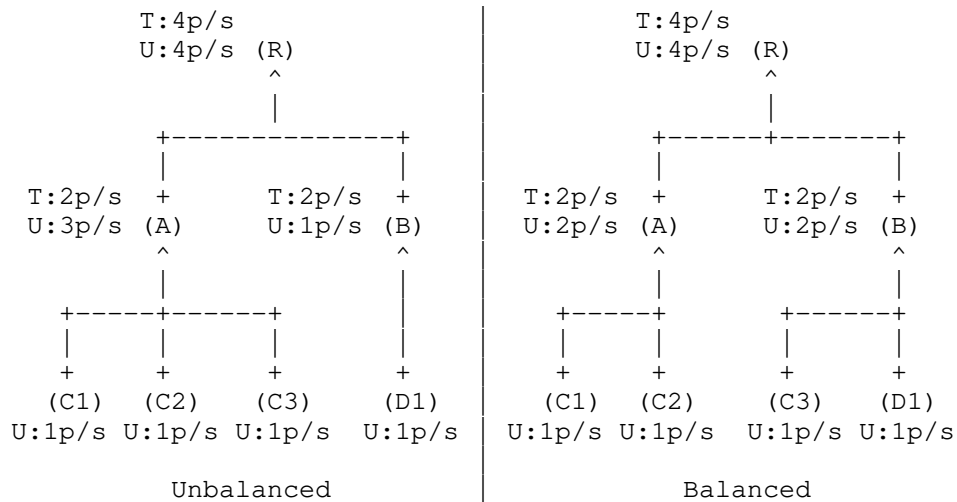 T:4p/s | T:4p/s
U:4p/s (R) | U:4p/s (R)
^ | ^
| | |
+--------------+ | +------+-------+
| | | | |
T:2p/s + T:2p/s + | T:2p/s + T:2p/s +
U:3p/s (A) U:1p/s (B) | U:2p/s (A) U:2p/s (B)
^ ^ | ^ ^
| | | | |
+-----+------+ | | +-----+ +------+
| | | | | | | | |
+ + + + | + + + +
(C1) (C2) (C3) (D1) | (C1) (C2) (C3) (D1)
U:1p/s U:1p/s U:1p/s U:1p/s | U:1p/s U:1p/s U:1p/s U:1p/s
Unbalanced | Balanced